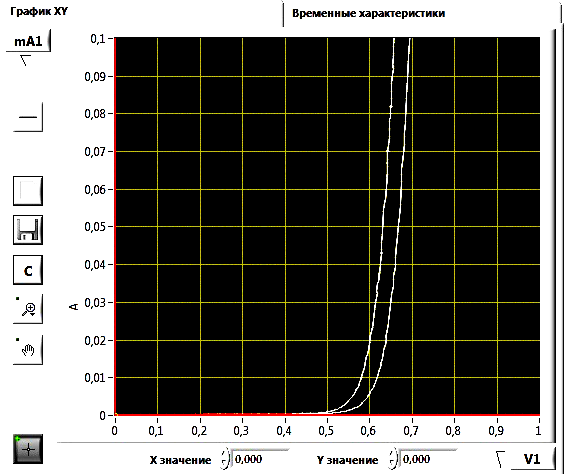 График XY
Временные характеристики
mA1
0,1
0,09
0,08
0,07
0,06
0,05
0,04
0,03
0,02
0,01
0
A
C
0 0,1 0,2 0,3 0,4 0,5 0,6 0,7 0,8 0,9 1
X значение 0,000 Y значение 0,000 V1